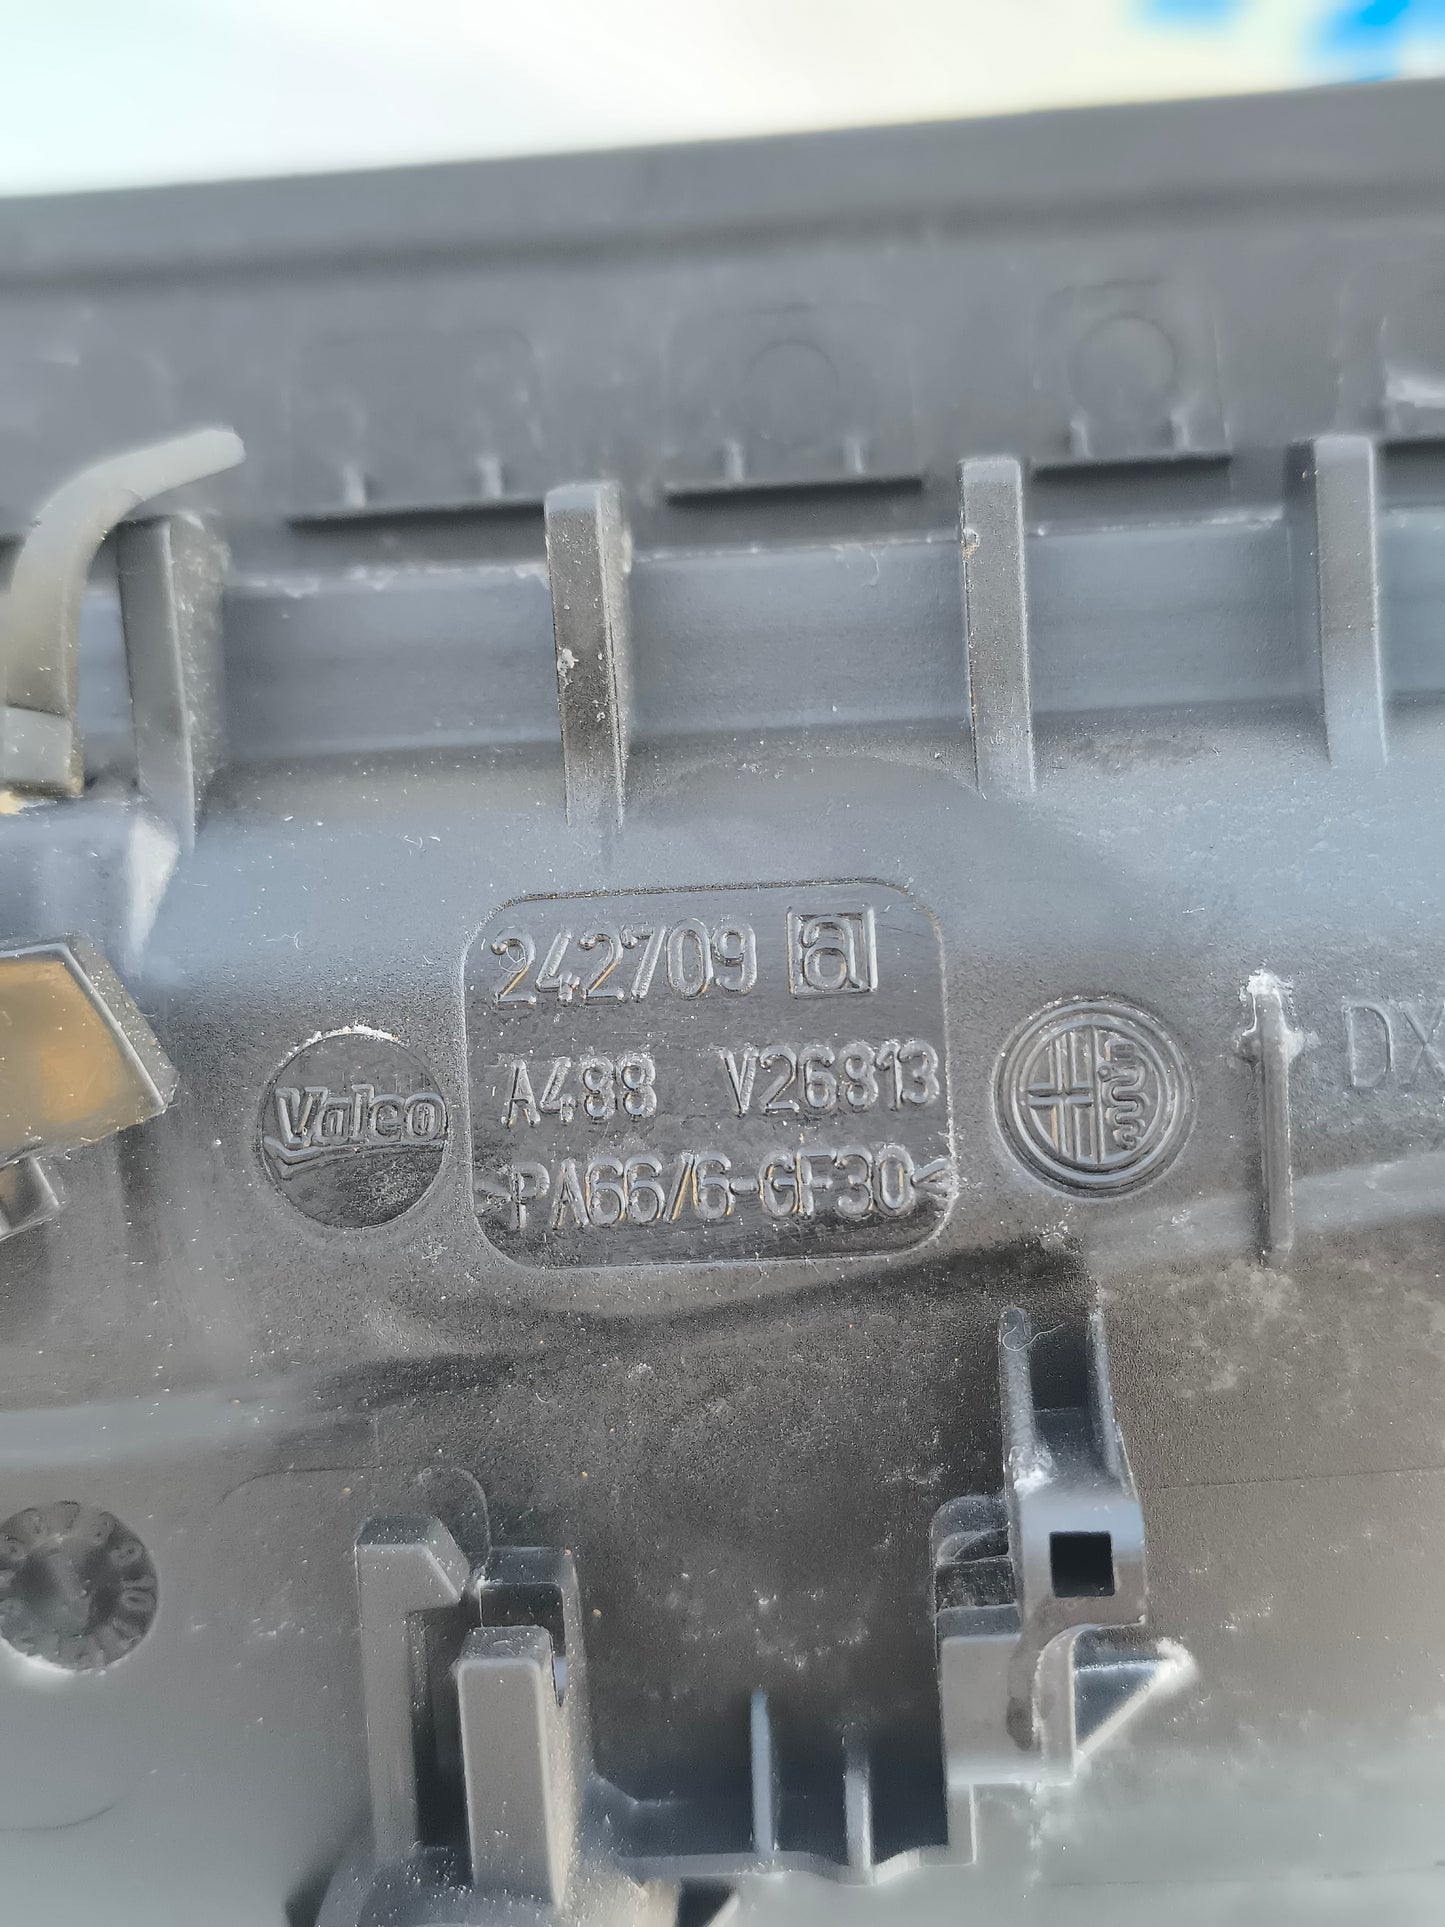 242709 a
Valeo
A488 V26813
>PA66/6-GF30<
DX